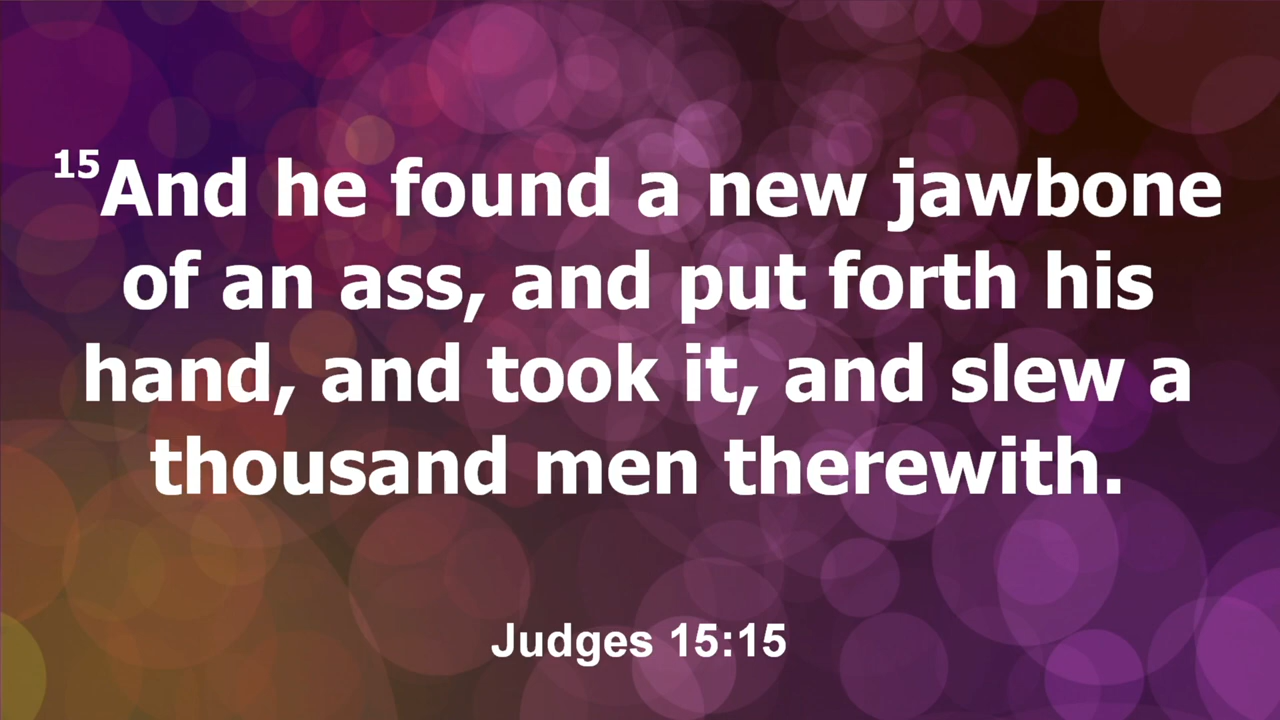 15And he found a new jawbone
of an ass, and put forth his
hand, and took it, and slew a
thousand men therewith.
Judges 15:15